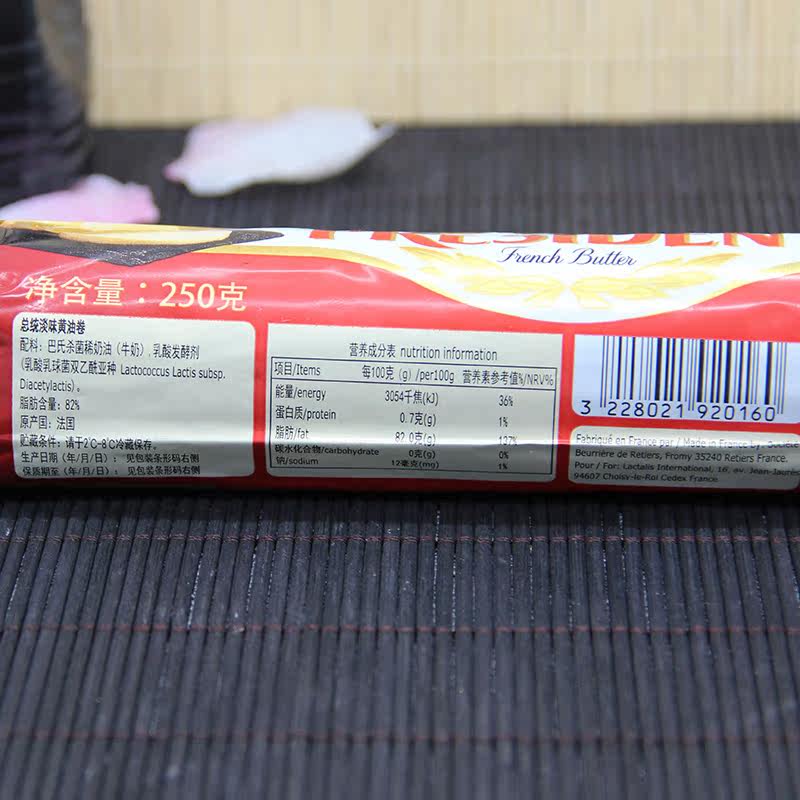 PRESIDENT
French Butter
净含量：250克
总统淡味黄油卷
配料：巴氏杀菌稀奶油（牛奶）,乳酸发酵剂
(乳酸乳球菌双乙酰亚种 Lactococcus Lactis subsp.
Diacetylactis)。
脂肪含量：82%
原产国：法国
贮藏条件：请于2℃-8℃冷藏保存。
生产日期（年/月/日）：见包装条形码右侧
保质期至（年/月/日）：见包装条形码右侧
营养成分表 nutrition information
项目/Items 每100克（g）/per100g 营养素参考值%/NRV%
能量/energy 3054千焦(kJ) 36%
蛋白质/protein 0.7克(g) 1%
脂肪/fat 82.0克(g) 137%
碳水化合物/carbohydrate 0克(g) 0%
钠/sodium 12毫克(mg) 1%
3 228021 920160
Fabriqué en France par / Made in France by: Société
Beurrière de Retiers, Fromy 35240 Retiers France.
Pour / For: Lactalis International, 16, av. Jean-Jaurès
94607 Choisy-le-Roi Cedex France